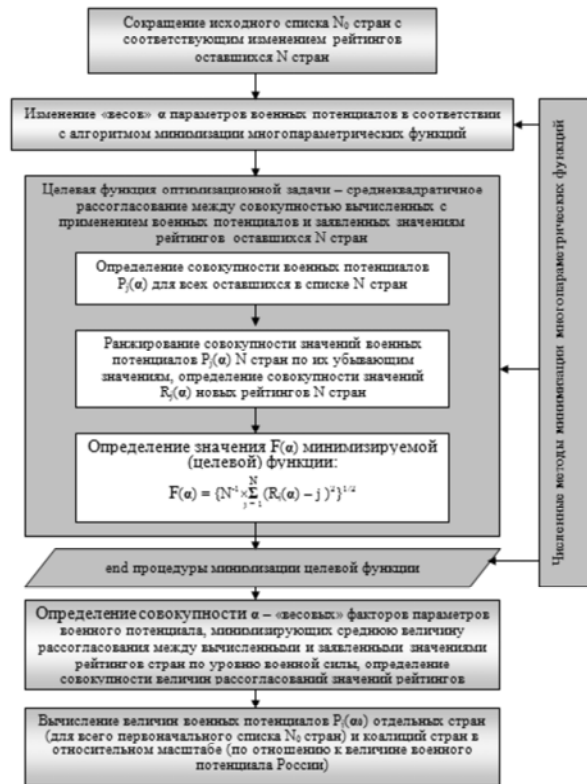 Сокращение исходного списка N₀ стран с
соответствующим изменением рейтингов
оставшихся N стран
Изменение «весов» α параметров военных потенциалов в соответствии
с алгоритмом минимизации многопараметрических функций
Целевая функция оптимизационной задачи – среднеквадратичное
рассогласование между совокупностью вычисленных с
применением военных потенциалов и заявленных значениям
рейтингов оставшихся N стран
Определение совокупности военных потенциалов
Pⱼ(α) для всех оставшихся в списке N стран
Ранжирование совокупности значений военных
потенциалов Pⱼ(α) N стран по их убывающим
значениям, определение совокупности значений
Rⱼ(α) новых рейтингов N стран
Определение значения F(α) минимизируемой
(целевой) функции:
F(α) = {N⁻¹×Σ (Rⱼ(α) – j )²}¹ᐟ²
N
j = 1
end процедуры минимизации целевой функции
Определение совокупности α – «весовых» факторов параметров
военного потенциала, минимизирующих среднюю величину
рассогласования между вычисленными и заявленными значениями
рейтингов стран по уровню военной силы, определение
совокупности величин рассогласований значений рейтингов
Вычисление величин военных потенциалов Pⱼ(α₀) отдельных стран
(для всего первоначального списка N₀ стран) и коалиций стран в
относительном масштабе (по отношению к величине военного
потенциала России)
Численные методы минимизации многопараметрических функций